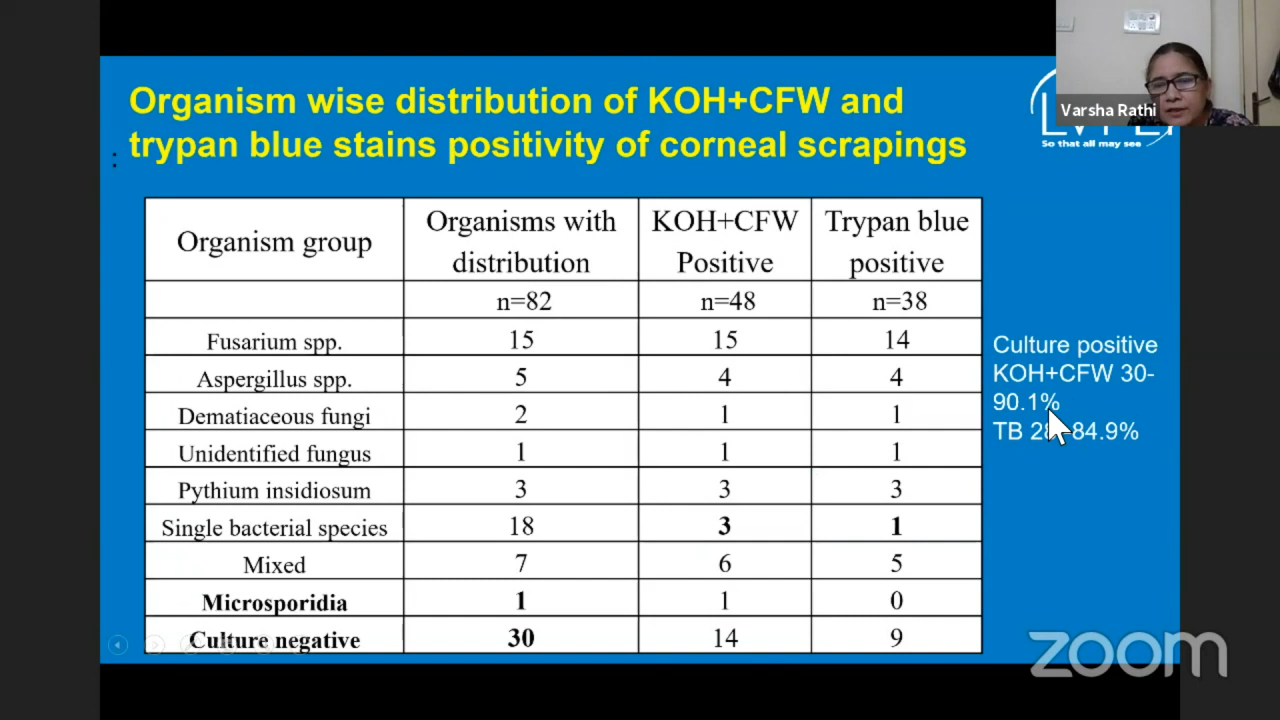 Organism wise distribution of KOH+CFW and
trypan blue stains positivity of corneal scrapings
Varsha Rathi
So that all may see
Organism group | Organisms with distribution | KOH+CFW Positive | Trypan blue positive
n=82 | n=48 | n=38
Fusarium spp. | 15 | 15 | 14
Aspergillus spp. | 5 | 4 | 4
Dematiaceous fungi | 2 | 1 | 1
Unidentified fungus | 1 | 1 | 1
Pythium insidiosum | 3 | 3 | 3
Single bacterial species | 18 | 3 | 1
Mixed | 7 | 6 | 5
Microsporidia | 1 | 1 | 0
Culture negative | 30 | 14 | 9
Culture positive
KOH+CFW 30-
90.1%
TB
zoom